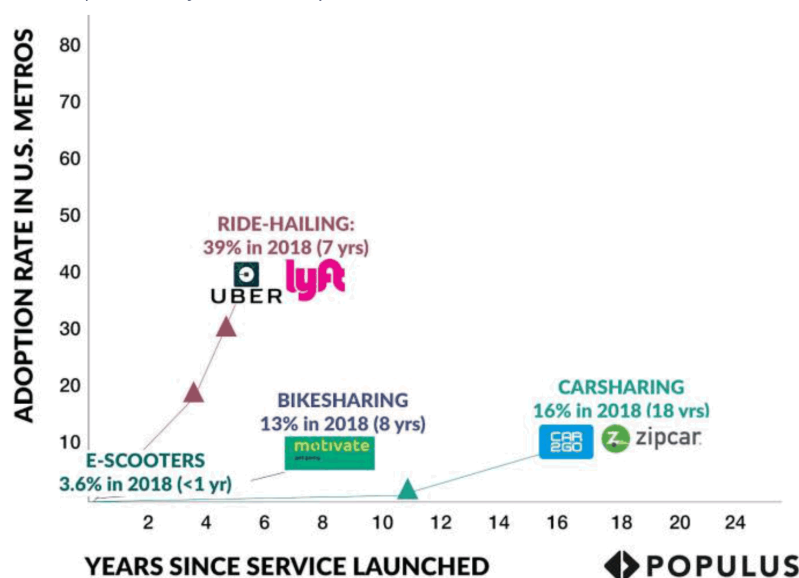 ADOPTION RATE IN U.S. METROS
80
70
60
50
40
30
20
10
RIDE-HAILING:
39% in 2018 (7 yrs)
UBER
lyft
BIKESHARING
13% in 2018 (8 yrs)
motivate
CARSHARING
16% in 2018 (18 yrs)
CAR
2GO
Z zipcar
E-SCOOTERS
3.6% in 2018 (<1 yr)
2 4 6 8 10 12 14 16 18 20 24
YEARS SINCE SERVICE LAUNCHED
POPULUS